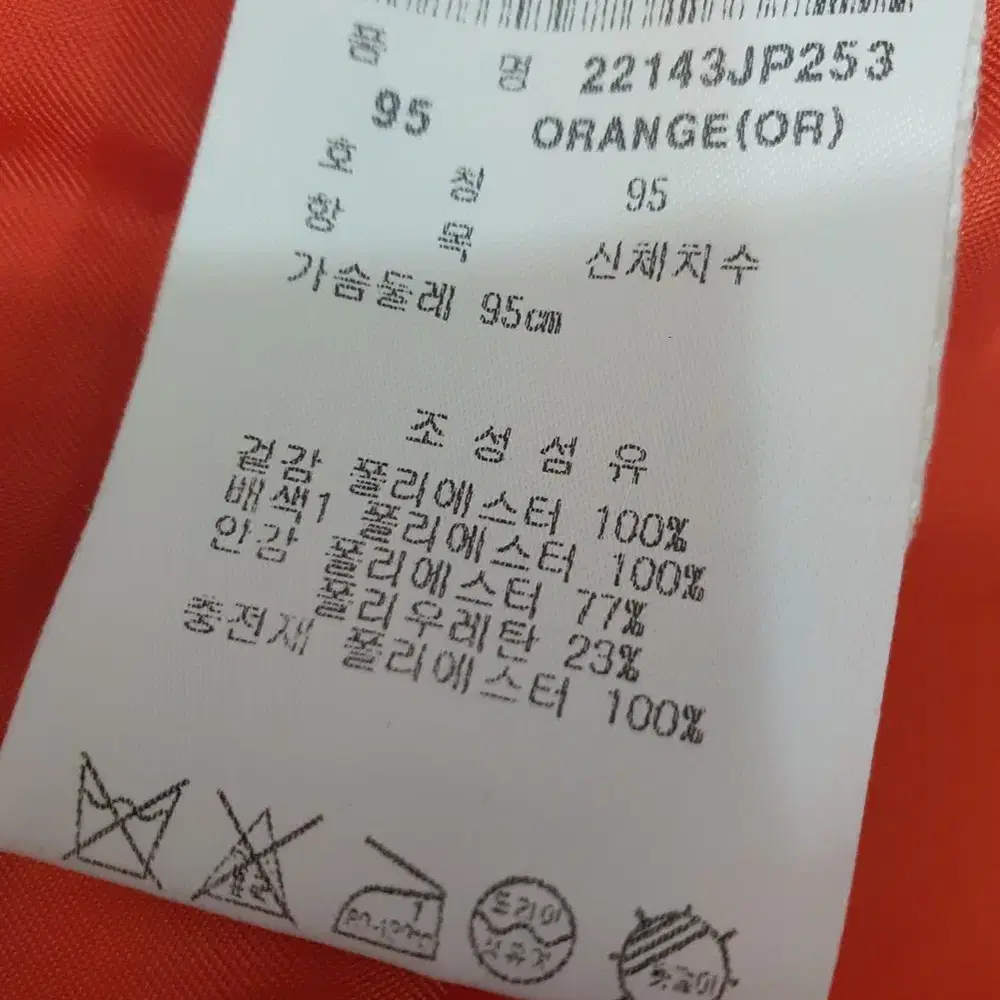 품 명 22143JP253
95 ORANGE(OR)
호 칭 95
항 목 신체치수
가슴둘레 95㎝
조성섬유
겉감 폴리에스터 100%
배색1 폴리에스터 100%
안감 폴리에스터 77%
폴리우레탄 23%
충전재 폴리에스터 100%
드라이
옷걸이